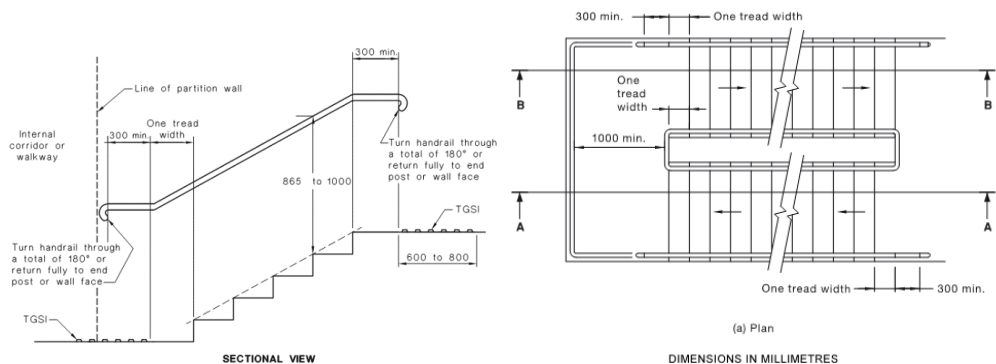 300 min.
Line of partition wall
One tread
width
300 min.
Internal
corridor or
walkway
Turn handrail through
a total of 180° or
return fully to end
post or wall face
865 to 1000
TGSI
Turn handrail through
a total of 180° or
return fully to end
post or wall face
600 to 800
TGSI
SECTIONAL VIEW
300 min.
One tread width
B
B
One
tread
width
1000 min.
A
A
One tread width
300 min.
(a) Plan
DIMENSIONS IN MILLIMETRES